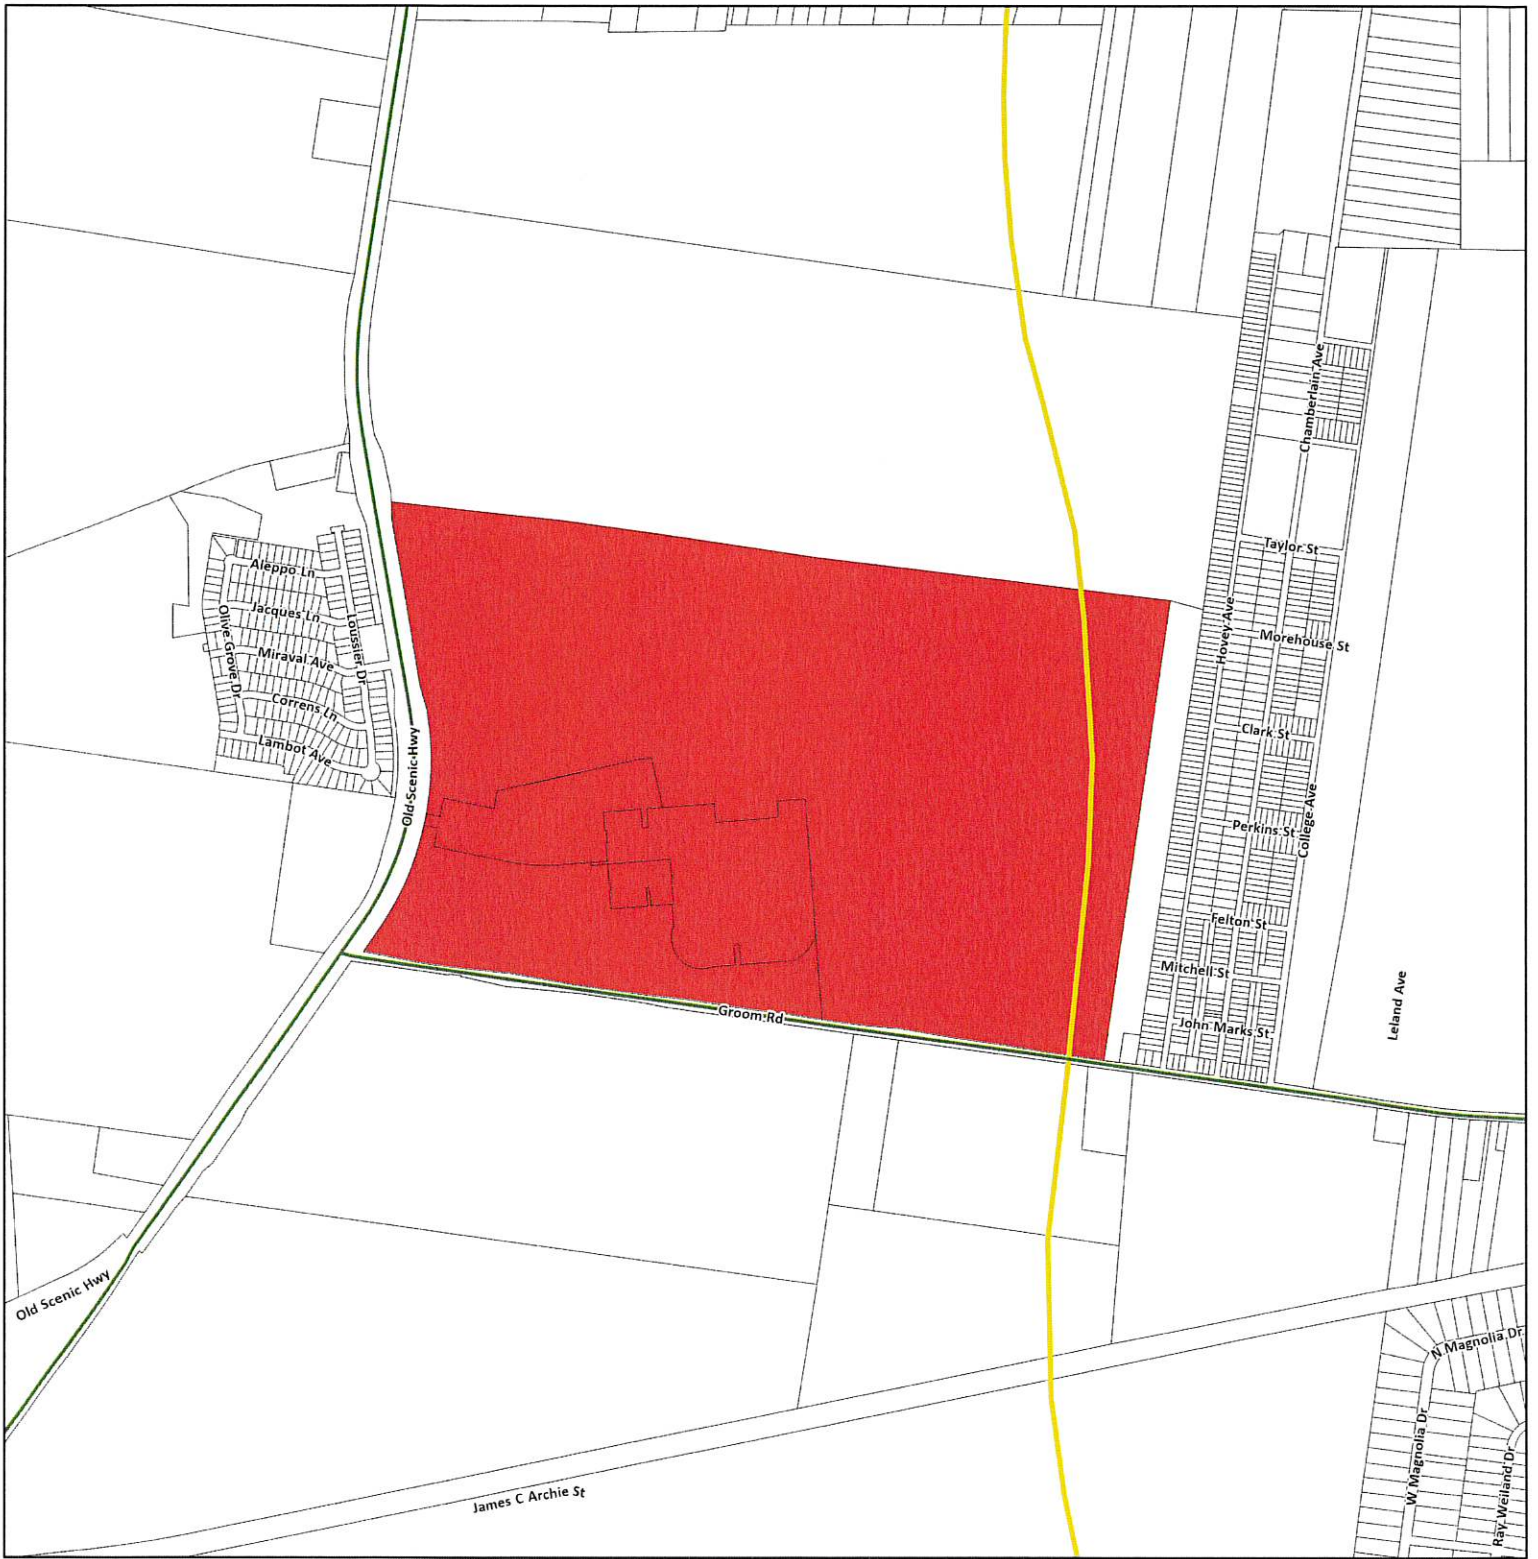 Chamberlain Ave
Taylor St
Aleppo Ln
Jacques Ln
Olive Grove Dr
Loussier Dr
Hovey Ave
Morehouse St
Miraval Ave
Correns Ln
Clark St
Lambot Ave
Old Scenic Hwy
Perkins St
College Ave
Felton St
Mitchell St
Leland Ave
Groom Rd
John Marks St
Old Scenic Hwy
N Magnolia Dr
W Magnolia Dr
Ray Weiland Dr
James C Archie St